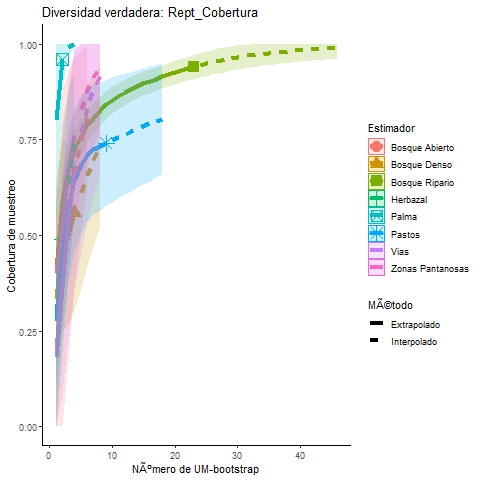 Diversidad verdadera: Rept_Cobertura
1.00
0.75
0.50
0.25
0.00
Cobertura de muestreo
0
10
20
30
40
NÃºmero de UM-bootstrap
Estimador
Bosque Abierto
Bosque Denso
Bosque Ripario
Herbazal
Palma
Pastos
Vias
Zonas Pantanosas
MÃ©todo
Extrapolado
Interpolado